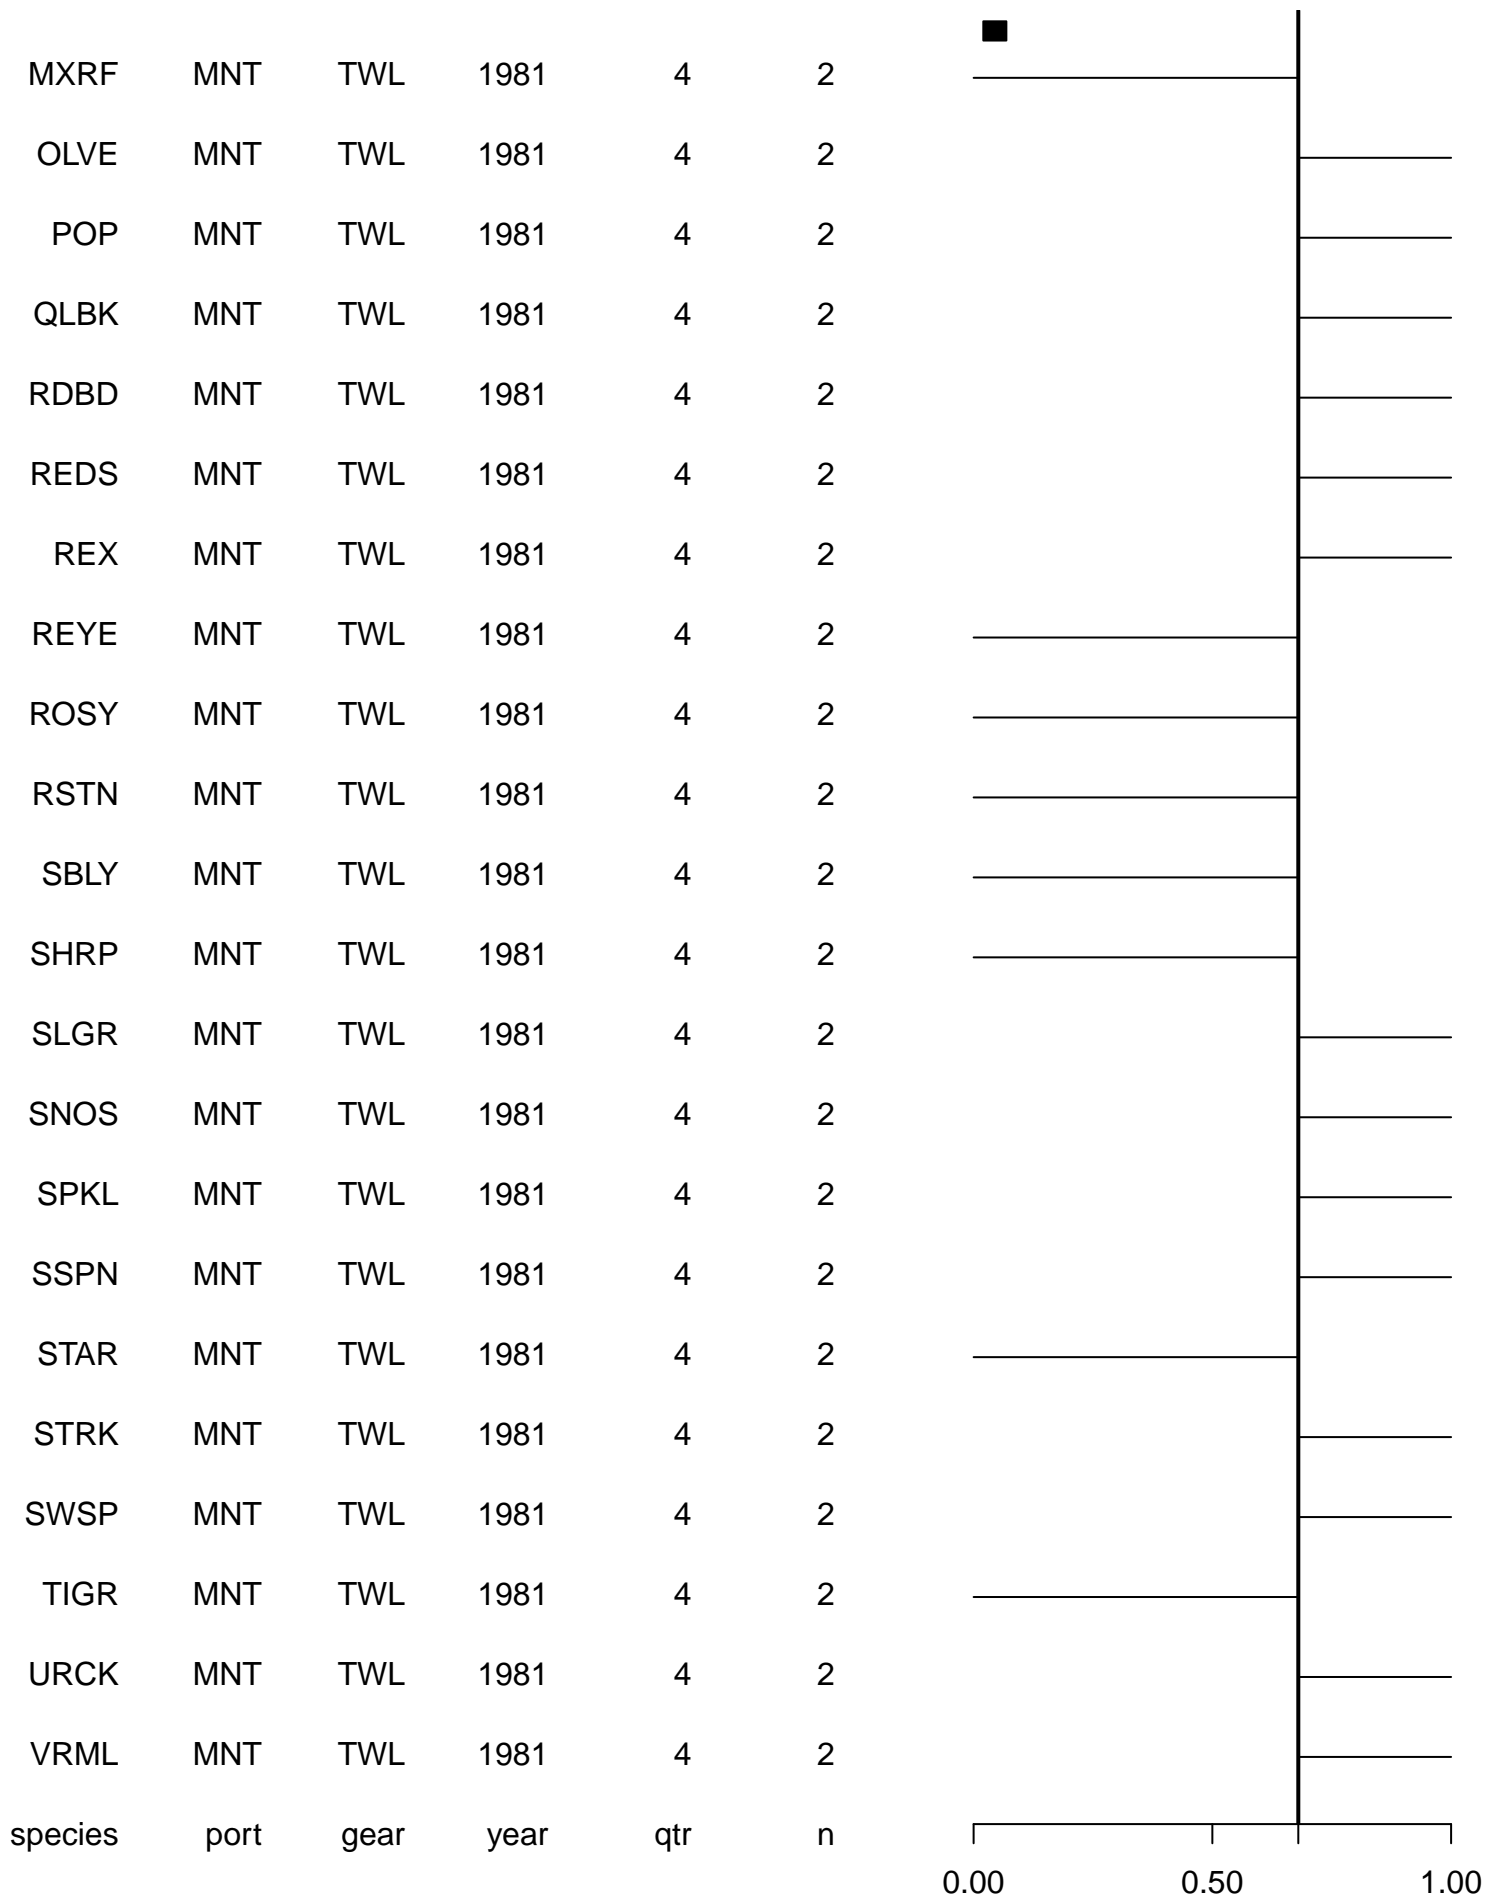 MXRF MNT TWL 1981 4 2
OLVE MNT TWL 1981 4 2
POP MNT TWL 1981 4 2
QLBK MNT TWL 1981 4 2
RDBD MNT TWL 1981 4 2
REDS MNT TWL 1981 4 2
REX MNT TWL 1981 4 2
REYE MNT TWL 1981 4 2
ROSY MNT TWL 1981 4 2
RSTN MNT TWL 1981 4 2
SBLY MNT TWL 1981 4 2
SHRP MNT TWL 1981 4 2
SLGR MNT TWL 1981 4 2
SNOS MNT TWL 1981 4 2
SPKL MNT TWL 1981 4 2
SSPN MNT TWL 1981 4 2
STAR MNT TWL 1981 4 2
STRK MNT TWL 1981 4 2
SWSP MNT TWL 1981 4 2
TIGR MNT TWL 1981 4 2
URCK MNT TWL 1981 4 2
VRML MNT TWL 1981 4 2
species port gear year qtr n
0.00 0.50 1.00